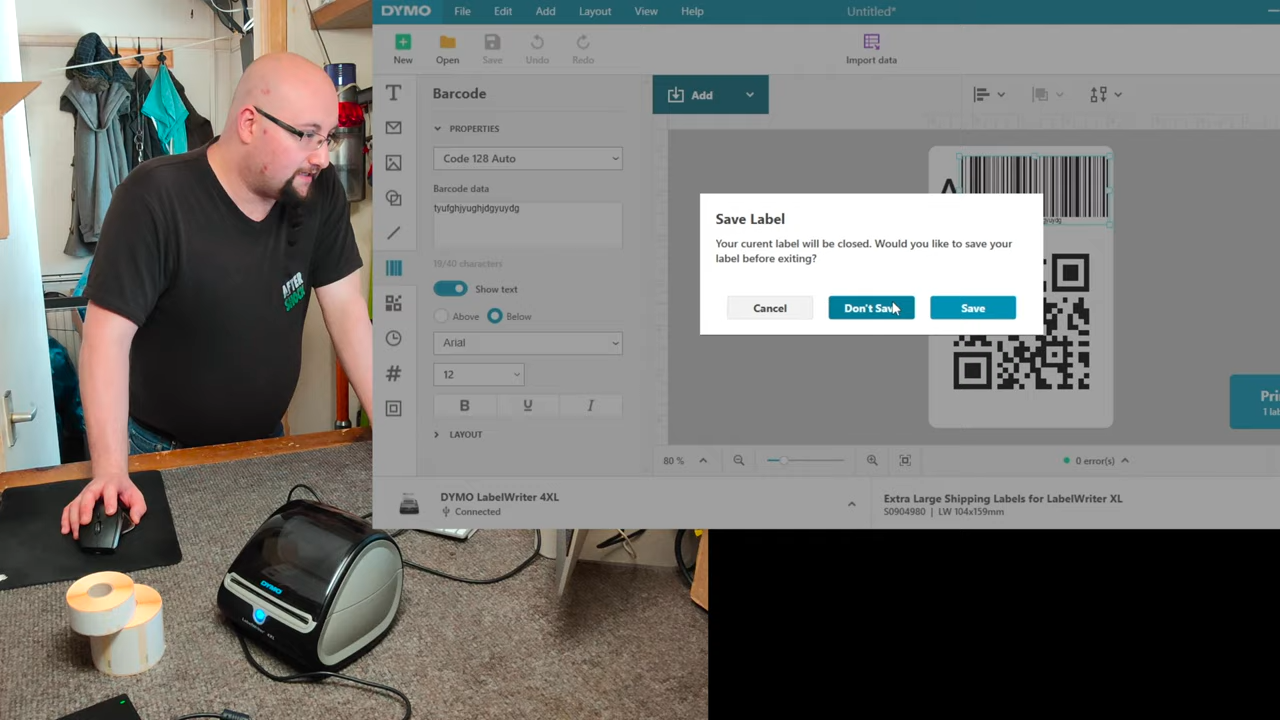 DYMO File Edit Add Layout View Help Untitled*
New Open Save Undo Redo Import data
Barcode
Add
PROPERTIES
Code 128 Auto
Barcode data
tyufghjyughjdgyuydg
19/40 characters
Show text
Above Below
Arial
12
B U I
LAYOUT
A
Save Label
Your curent label will be closed. Would you like to save your
label before exiting?
Cancel Don't Save Save
80 %
0 error(s)
DYMO LabelWriter 4XL
Connected
Extra Large Shipping Labels for LabelWriter XL
S0904980 | LW 104x159mm
AFTER
SHOCK
DYMO
LabelWriter 4XL